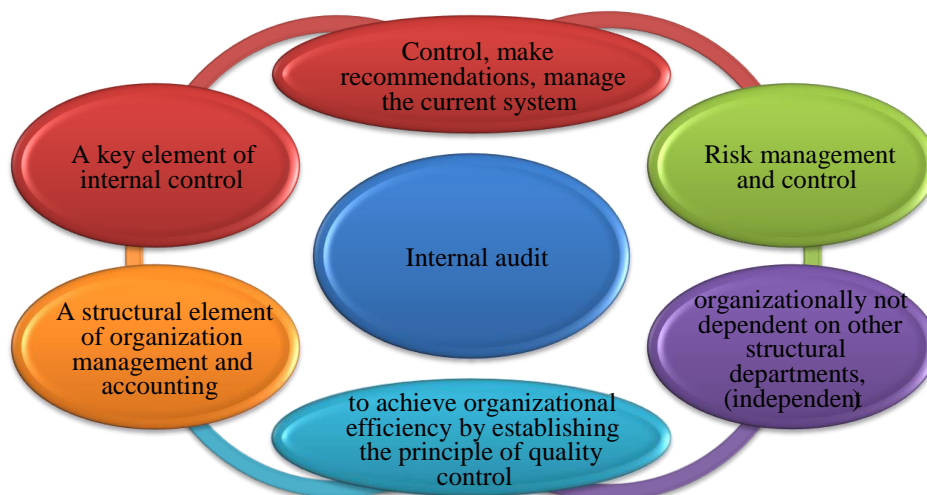 Control, make
recommendations, manage
the current system
A key element of
internal control
Risk management
and control
Internal audit
A structural element
of organization
management and
accounting
organizationally not
dependent on other
structural
departments,
(independent)
to achieve organizational
efficiency by establishing
the principle of quality
control